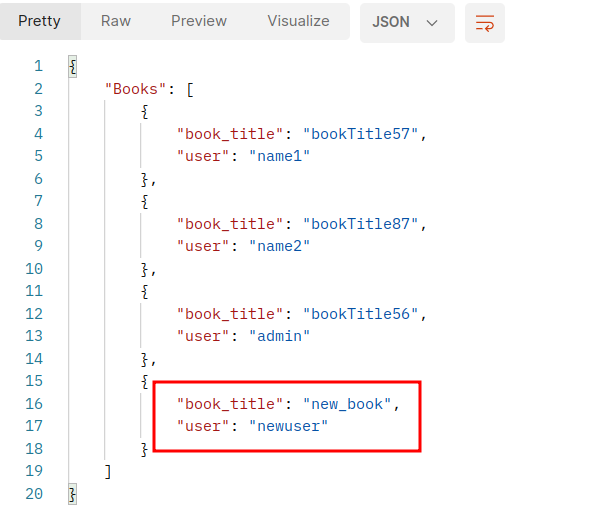 Pretty Raw Preview Visualize JSON
1 {
2 "Books": [
3 {
4 "book_title": "bookTitle57",
5 "user": "name1"
6 },
7 {
8 "book_title": "bookTitle87",
9 "user": "name2"
10 },
11 {
12 "book_title": "bookTitle56",
13 "user": "admin"
14 },
15 {
16 "book_title": "new_book",
17 "user": "newuser"
18 }
19 ]
20 }